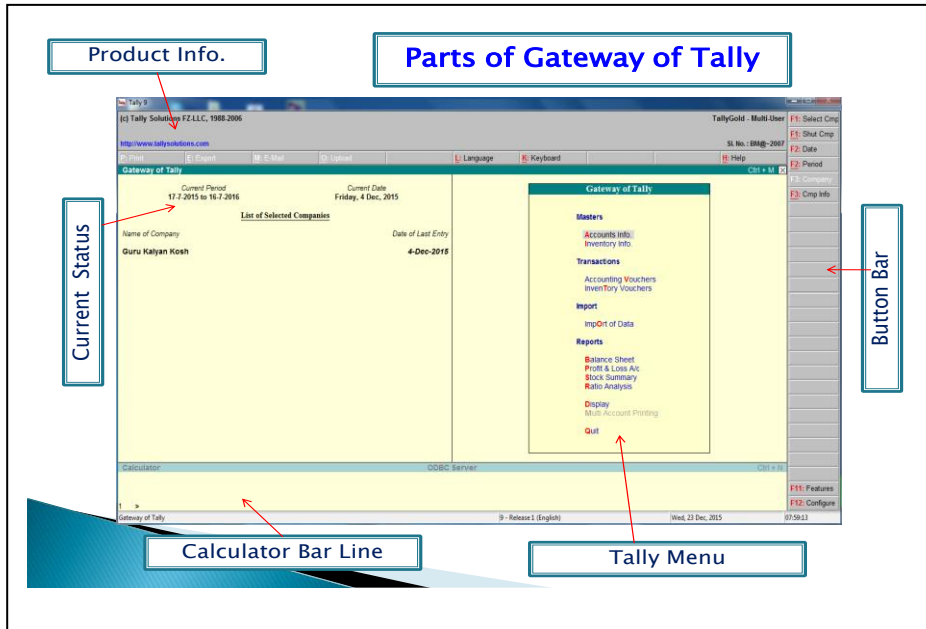 Product Info.
Parts of Gateway of Tally
Tally 9
(c) Tally Solutions FZ-LLC, 1988-2006
TallyGold - Multi-User
F1: Select Cmp
F1: Shut Cmp
http://www.tallysolutions.com
Sl. No. : BM@~2007
F2: Date
P: Print E: Export M: E-Mail O: Upload L: Language K: Keyboard H: Help
F2: Period
Gateway of Tally Ctrl + M
F3: Company
Current Period Current Date
17-7-2015 to 16-7-2016 Friday, 4 Dec, 2015
F3: Cmp Info
List of Selected Companies
Name of Company Date of Last Entry
Guru Kalyan Kosh 4-Dec-2015
Gateway of Tally
Masters
Accounts Info.
Inventory Info.
Transactions
Accounting Vouchers
InvenTory Vouchers
Import
ImpOrt of Data
Reports
Balance Sheet
Profit & Loss A/c
Stock Summary
Ratio Analysis
Display
MUlti Account Printing
Quit
Current Status
Button Bar
Calculator ODBC Server Ctrl + N
1 >
F11: Features
F12: Configure
Gateway of Tally 9 - Release 1 (English) Wed, 23 Dec, 2015 07:59:13
Calculator Bar Line
Tally Menu